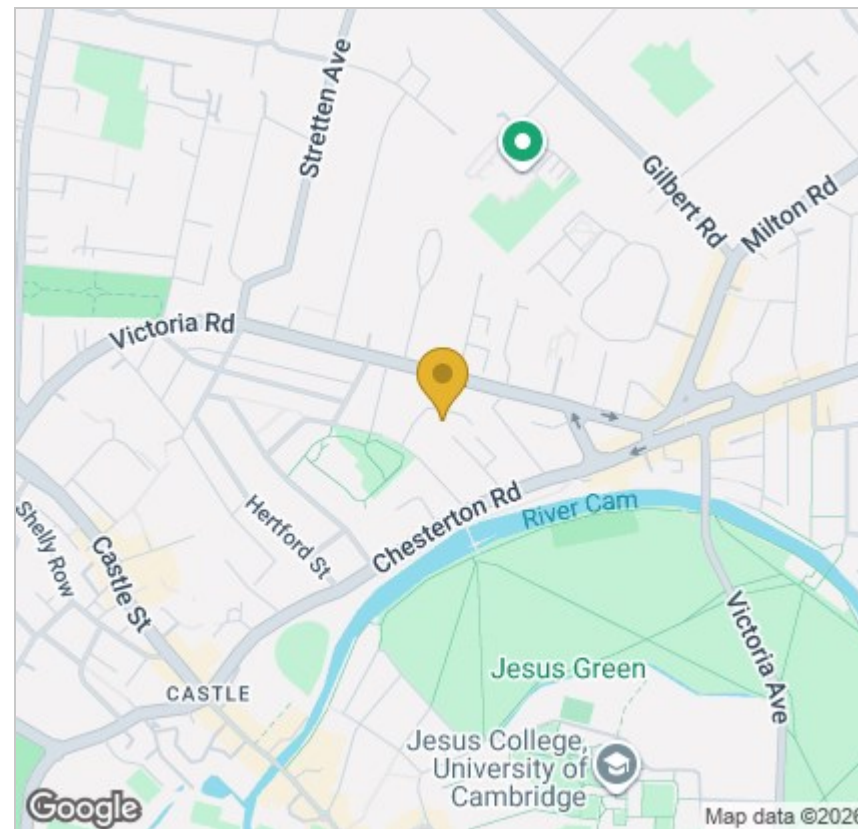 Stretten Ave
Gilbert Rd
Milton Rd
Victoria Rd
Chesterton Rd
River Cam
Hertford St
Shelly Row
Castle St
Victoria Ave
Jesus Green
CASTLE
Jesus College,
University of
Cambridge
Google
Map data ©2026